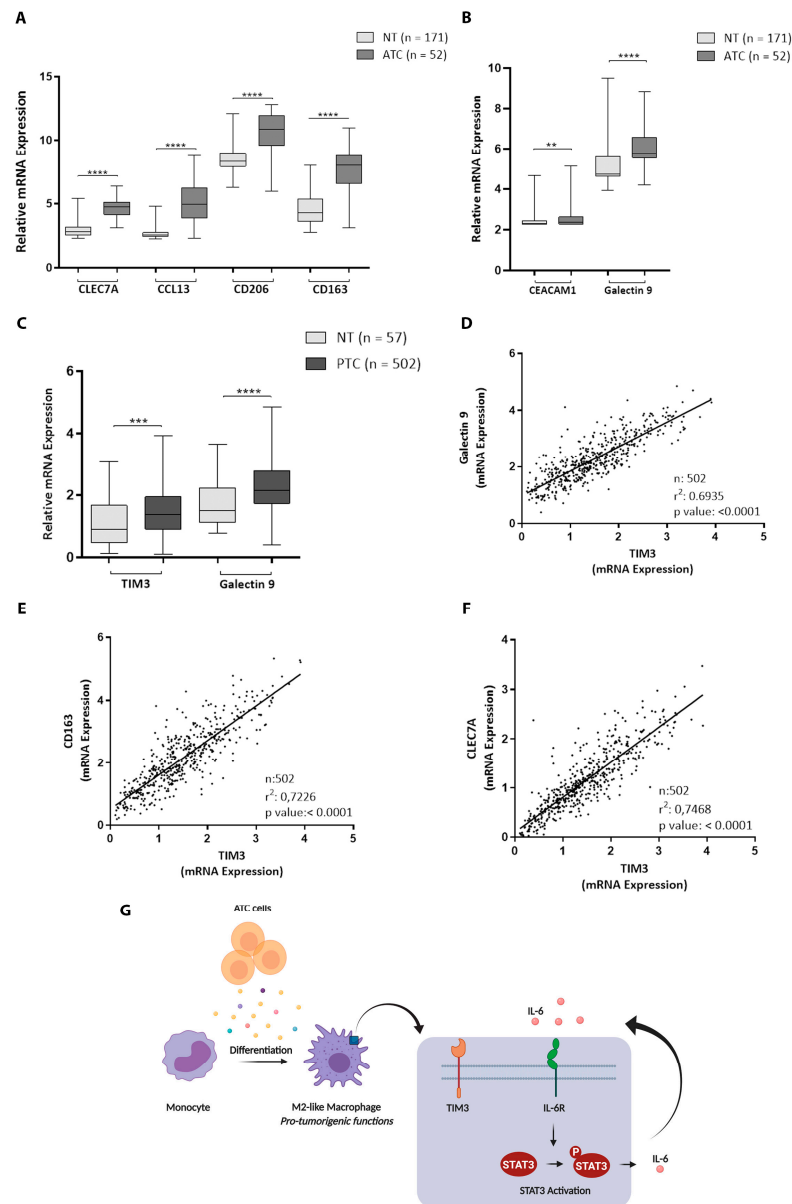 A
NT (n = 171)
ATC (n = 52)
Relative mRNA Expression
15
10
5
0
****
****
****
****
CLEC7A
CCL13
CD206
CD163
B
NT (n = 171)
ATC (n = 52)
Relative mRNA Expression
10
8
6
4
2
0
**
****
CEACAM1
Galectin 9
C
NT (n = 57)
PTC (n = 502)
Relative mRNA Expression
6
4
2
0
***
****
TIM3
Galectin 9
D
Galectin 9
(mRNA Expression)
6
4
2
0
n: 502
r²: 0.6935
p value: <0.0001
0 1 2 3 4 5
TIM3
(mRNA Expression)
E
CD163
(mRNA Expression)
6
4
2
0
n:502
r²: 0,7226
p value:< 0.0001
0 1 2 3 4 5
TIM3
(mRNA Expression)
F
CLEC7A
(mRNA Expression)
4
3
2
1
0
n:502
r²: 0,7468
p value: < 0.0001
0 1 2 3 4 5
TIM3
(mRNA Expression)
G
ATC cells
Differentiation
Monocyte
M2-like Macrophage
Pro-tumorigenic functions
IL-6
TIM3
IL-6R
STAT3
P
STAT3
IL-6
STAT3 Activation